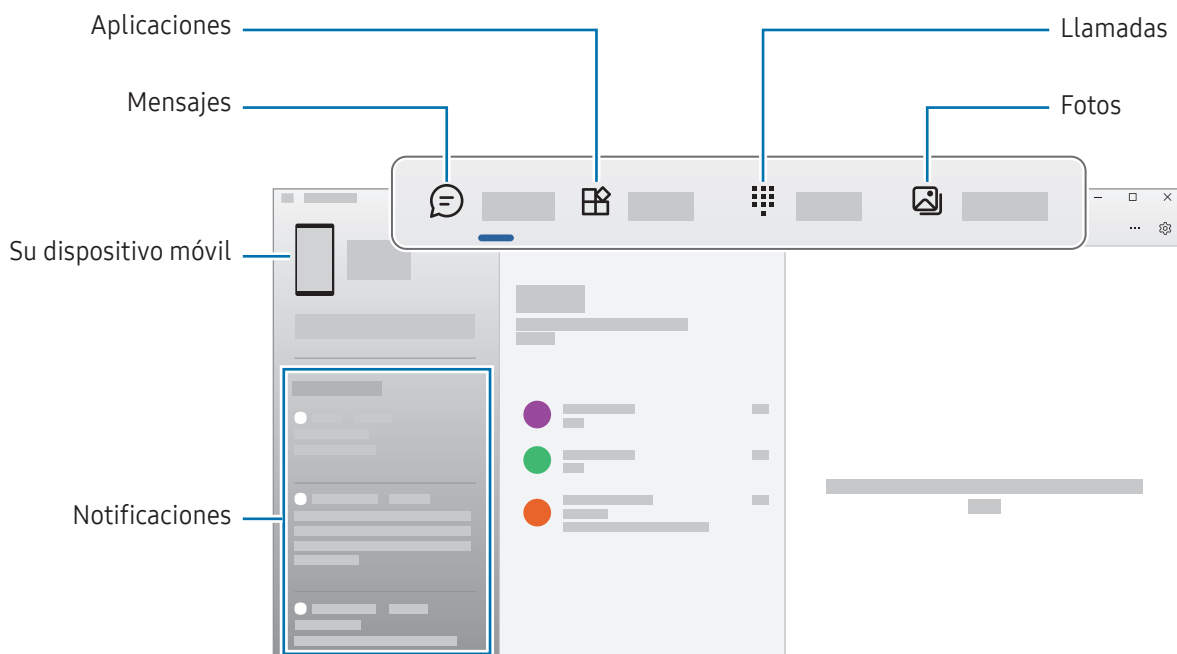 Aplicaciones
Llamadas
Mensajes
Fotos
Su dispositivo móvil
Notificaciones